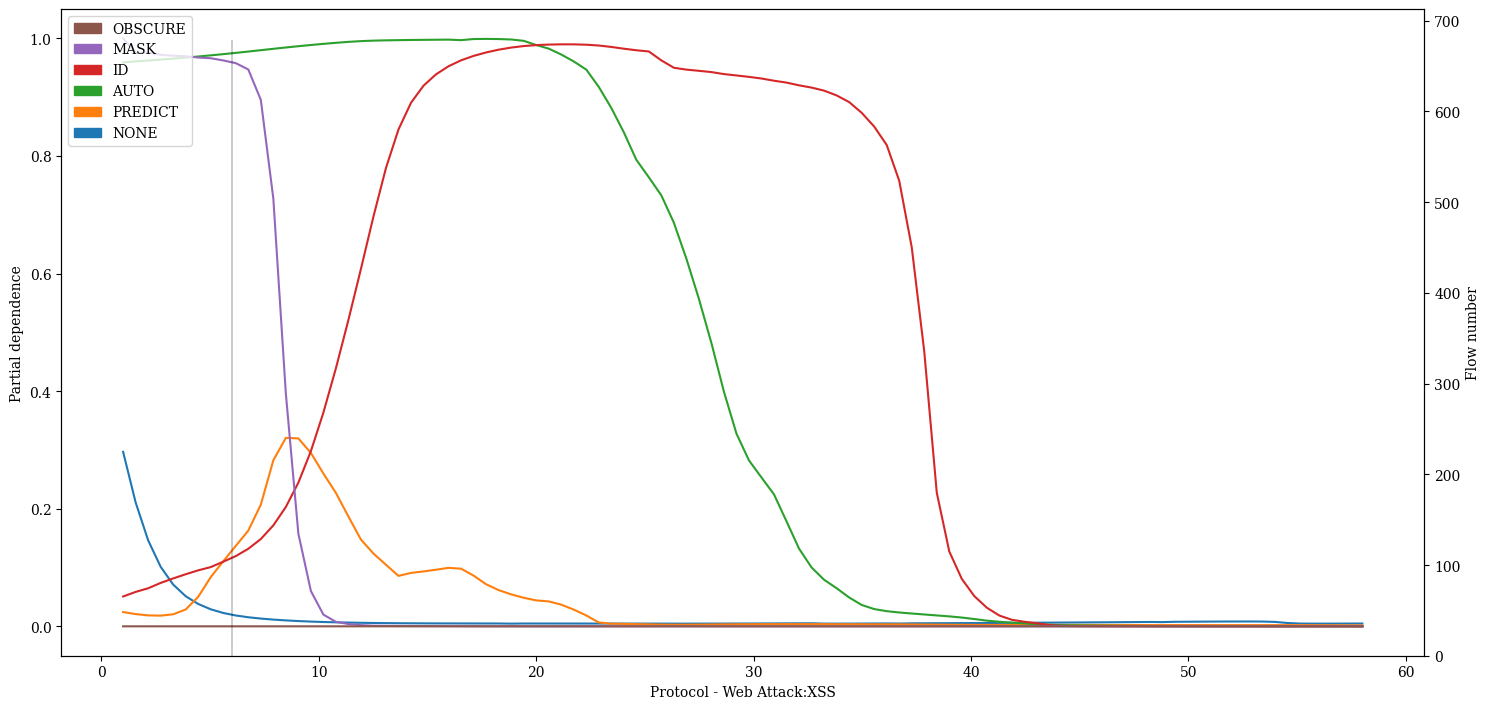 OBSCURE
MASK
ID
AUTO
PREDICT
NONE
Partial dependence
1.0
0.8
0.6
0.4
0.2
0.0
0
10
20
30
40
50
60
Protocol - Web Attack:XSS
700
600
500
400
300
200
100
0
Flow number